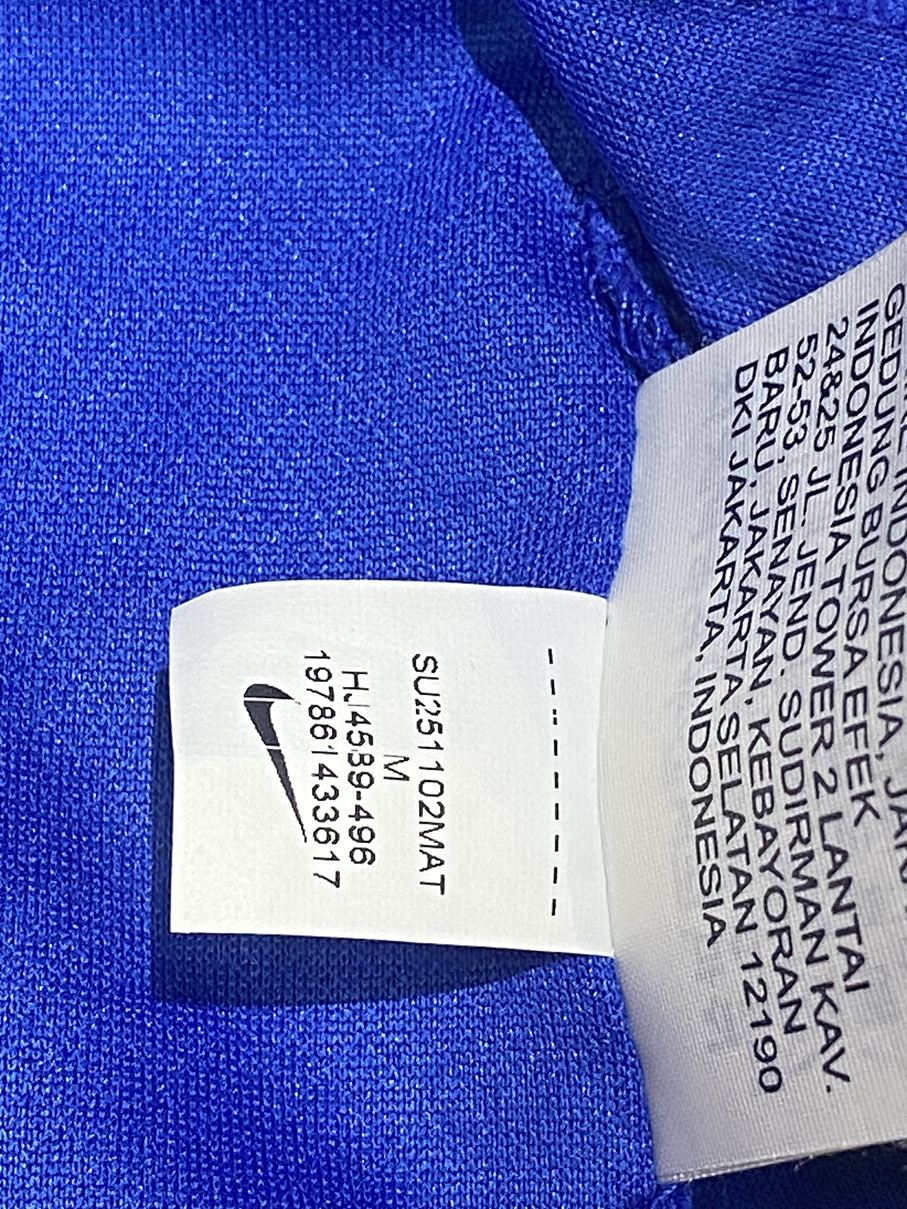 SU251102MAT
M
HJ4589-496
197861433617
INDONESIA, JAK
GEDUNG BURSA EFEK
INDONESIA TOWER 2 LANTAI
24&25 JL. JEND. SUDIRMAN KAV.
52-53, SENAYAN, KEBAYORAN
BARU, JAKARTA SELATAN 12190
DKI JAKARTA, INDONESIA